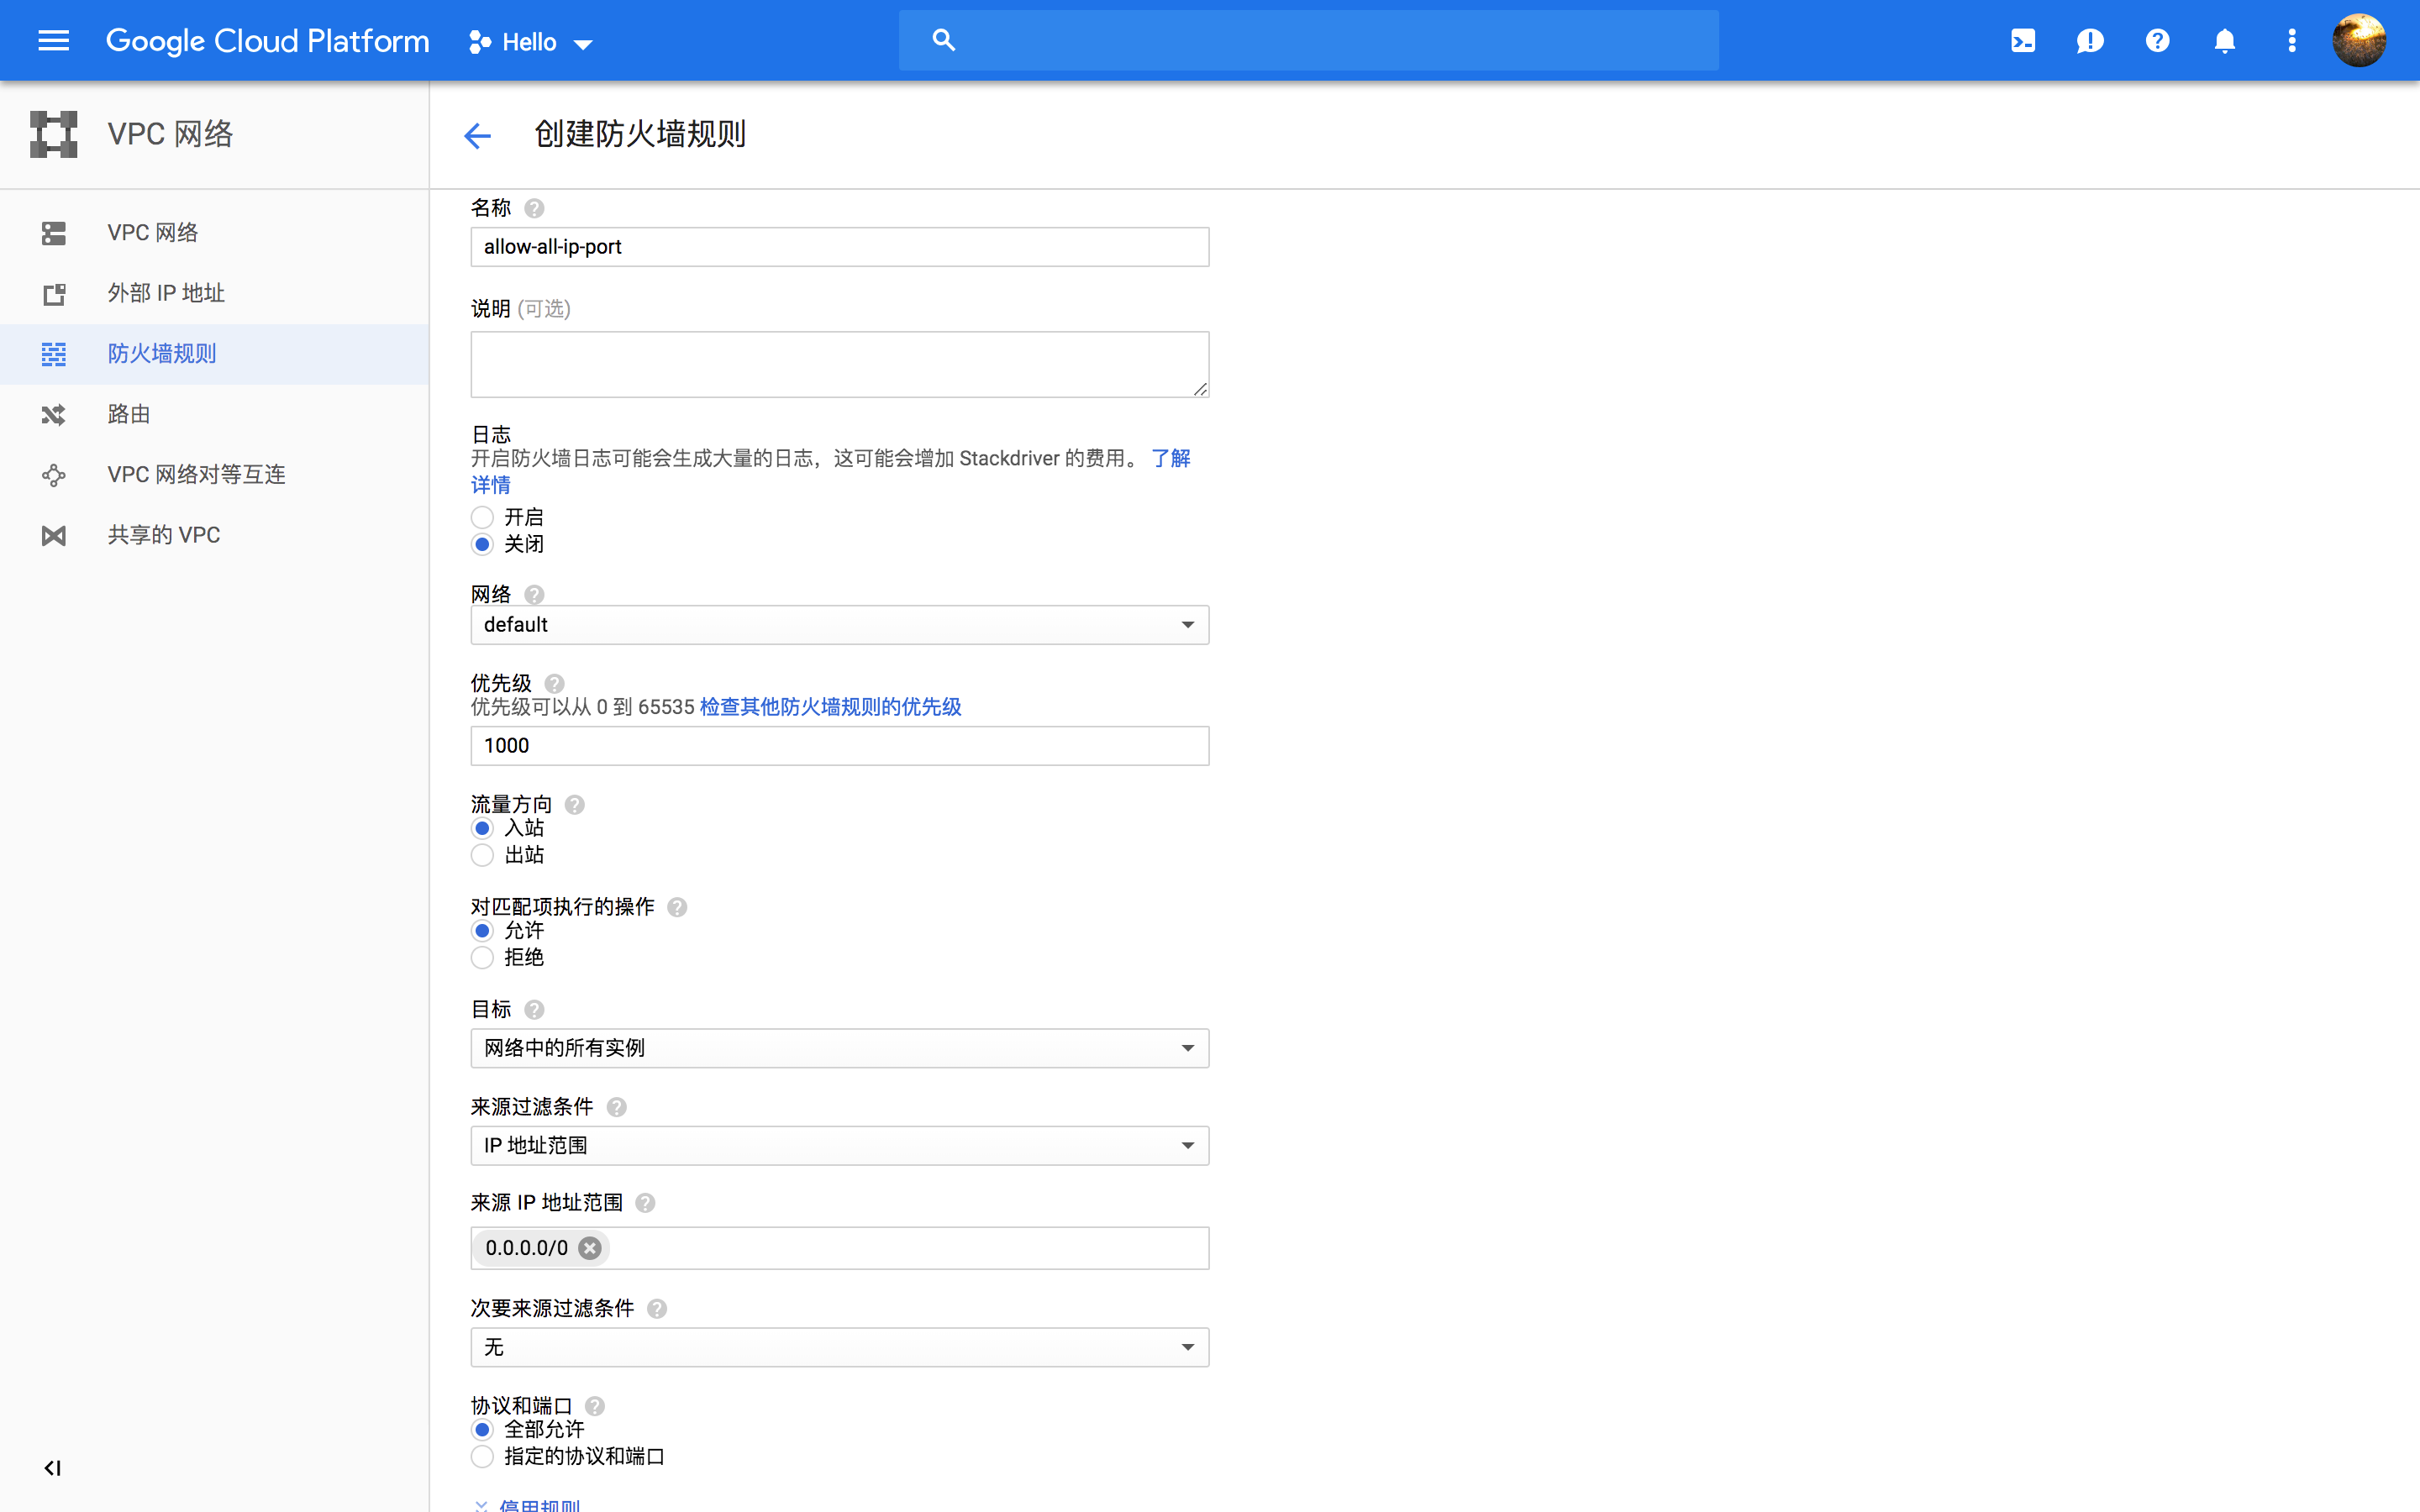 Google Cloud Platform Hello
VPC 网络
创建防火墙规则
VPC 网络
外部 IP 地址
防火墙规则
路由
VPC 网络对等互连
共享的 VPC
名称
allow-all-ip-port
说明 (可选)
日志
开启防火墙日志可能会生成大量的日志，这可能会增加 Stackdriver 的费用。 了解
详情
开启
关闭
网络
default
优先级
优先级可以从 0 到 65535 检查其他防火墙规则的优先级
1000
流量方向
入站
出站
对匹配项执行的操作
允许
拒绝
目标
网络中的所有实例
来源过滤条件
IP 地址范围
来源 IP 地址范围
0.0.0.0/0
次要来源过滤条件
无
协议和端口
全部允许
指定的协议和端口
停用规则